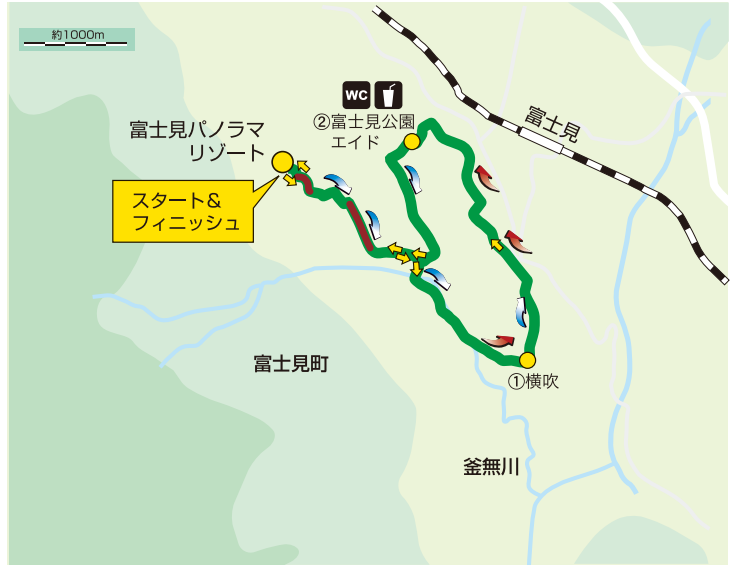 約1000m
WC
②富士見公園
エイド
富士見
富士見パノラマ
リゾート
スタート&
フィニッシュ
富士見町
①横吹
釜無川